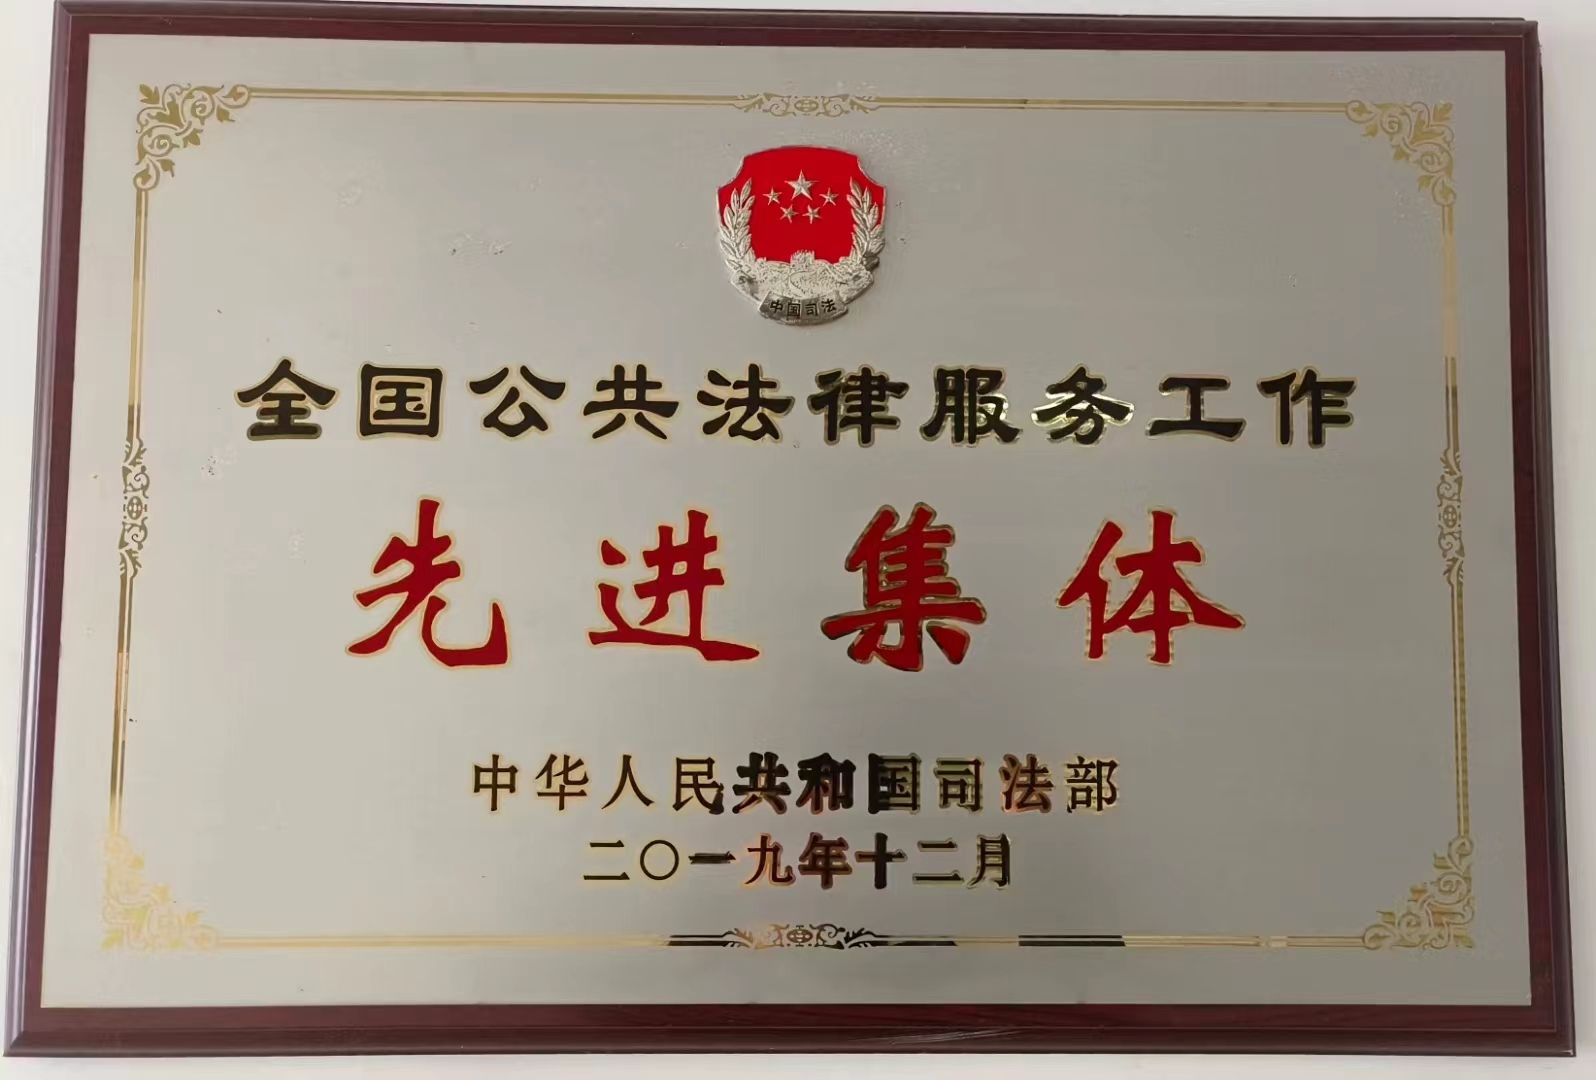 中国司法
全国公共法律服务工作
先进集体
中华人民共和国司法部
二〇一九年十二月